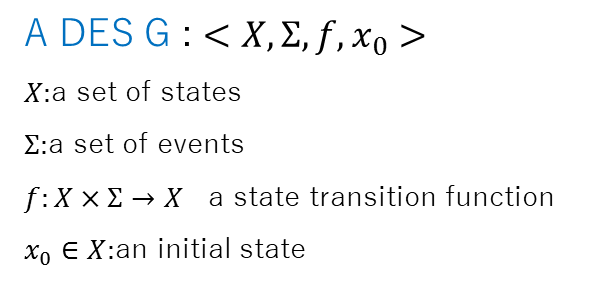 A DES G : < X, Σ, f, x₀ >
X:a set of states
Σ:a set of events
f: X × Σ → X a state transition function
x₀ ∈ X:an initial state